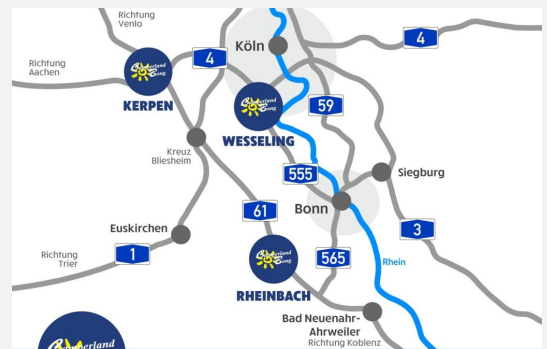 Richtung
Venlo
Köln
4
4
Richtung
Aachen
KERPEN
59
WESSELING
Kreuz
Bliesheim
555
Siegburg
Bonn
61
Euskirchen
3
1
565
Rhein
Richtung
Trier
RHEINBACH
Bad Neuenahr-
Ahrweiler
Richtung Koblenz